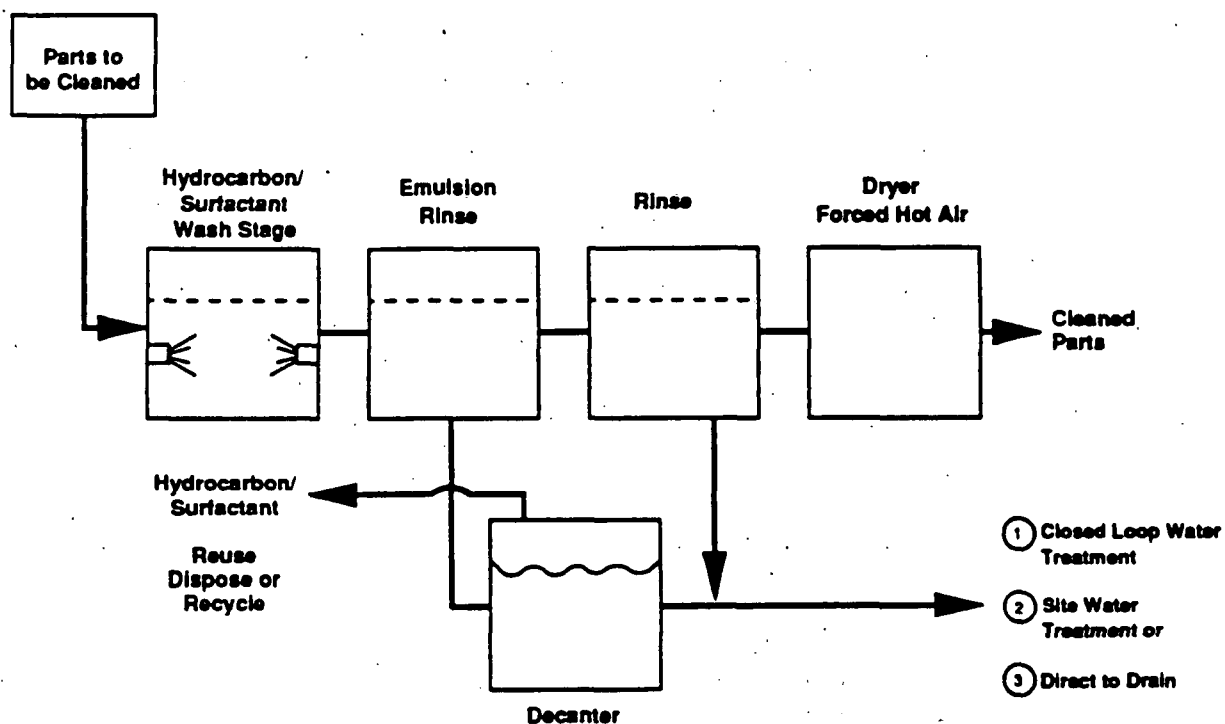 Parts to
be Cleaned
Hydrocarbon/
Surfactant
Wash Stage
Emulsion
Rinse
Rinse
Dryer
Forced Hot Air
Cleaned
Parts
Hydrocarbon/
Surfactant
Reuse
Dispose or
Recycle
Decanter
1 Closed Loop Water
Treatment
2 Site Water
Treatment or
3 Direct to Drain